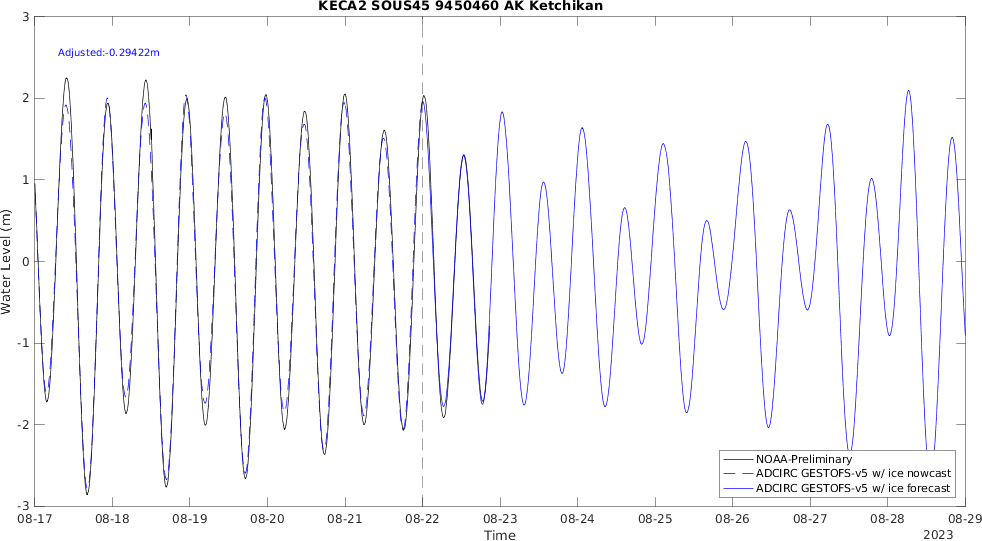 KECA2 SOUS45 9450460 AK Ketchikan
Adjusted:-0.29422m
3
2
1
0
-1
-2
-3
Water Level (m)
NOAA-Preliminary
ADCIRC GESTOFS-v5 w/ ice nowcast
ADCIRC GESTOFS-v5 w/ ice forecast
08-17 08-18 08-19 08-20 08-21 08-22 08-23 08-24 08-25 08-26 08-27 08-28 08-29
Time
2023